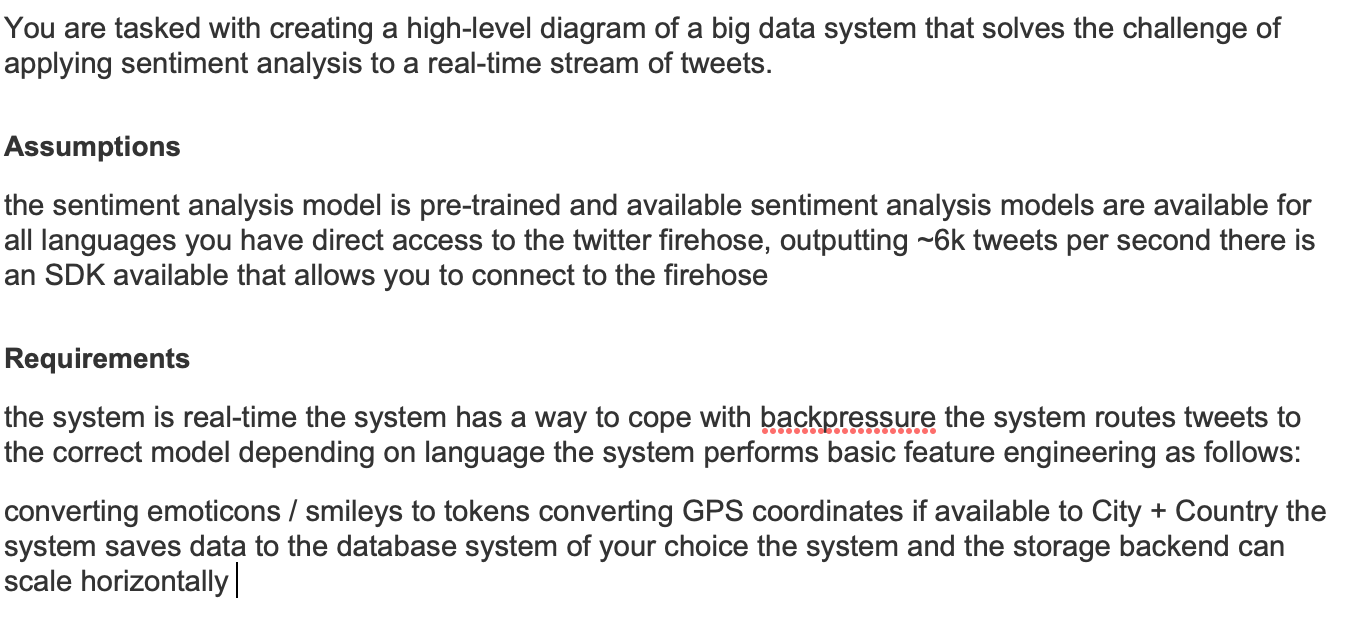 You are tasked with creating a high-level diagram of a big data system that solves the challenge of
applying sentiment analysis to a real-time stream of tweets.
Assumptions
the sentiment analysis model is pre-trained and available sentiment analysis models are available for
all languages you have direct access to the twitter firehose, outputting ~6k tweets per second there is
an SDK available that allows you to connect to the firehose
Requirements
the system is real-time the system has a way to cope with backpressure the system routes tweets to
the correct model depending on language the system performs basic feature engineering as follows:
converting emoticons / smileys to tokens converting GPS coordinates if available to City + Country the
system saves data to the database system of your choice the system and the storage backend can
scale horizontally